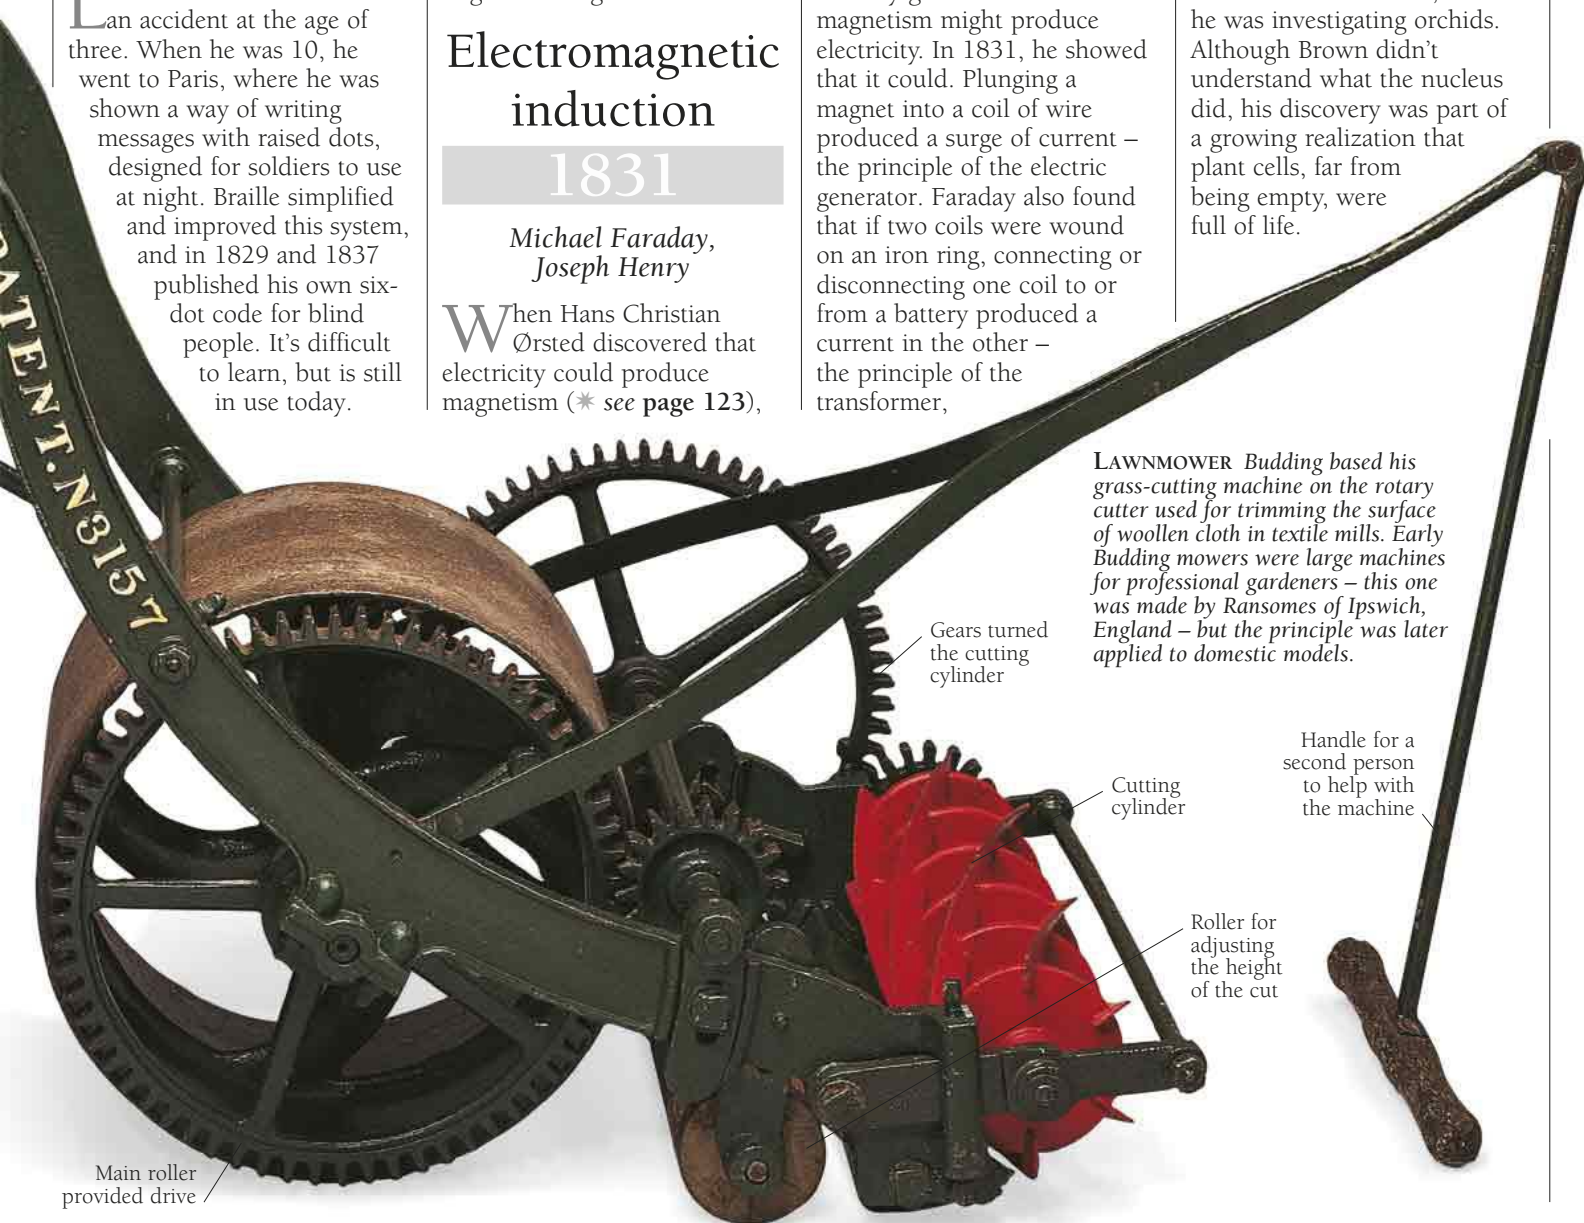 an accident at the age of
three. When he was 10, he
went to Paris, where he was
shown a way of writing
messages with raised dots,
designed for soldiers to use
at night. Braille simplified
and improved this system,
and in 1829 and 1837
published his own six-
dot code for blind
people. It's difficult
to learn, but is still
in use today.
Electromagnetic
induction
1831
Michael Faraday,
Joseph Henry
When Hans Christian
Ørsted discovered that
electricity could produce
magnetism (✷ see page 123),
magnetism might produce
electricity. In 1831, he showed
that it could. Plunging a
magnet into a coil of wire
produced a surge of current –
the principle of the electric
generator. Faraday also found
that if two coils were wound
on an iron ring, connecting or
disconnecting one coil to or
from a battery produced a
current in the other –
the principle of the
transformer,
he was investigating orchids.
Although Brown didn't
understand what the nucleus
did, his discovery was part of
a growing realization that
plant cells, far from
being empty, were
full of life.
PATENT.N8157
LAWNMOWER Budding based his
grass-cutting machine on the rotary
cutter used for trimming the surface
of woollen cloth in textile mills. Early
Budding mowers were large machines
for professional gardeners – this one
was made by Ransomes of Ipswich,
England – but the principle was later
applied to domestic models.
Gears turned
the cutting
cylinder
Handle for a
second person
to help with
the machine
Cutting
cylinder
Roller for
adjusting
the height
of the cut
Main roller
provided drive